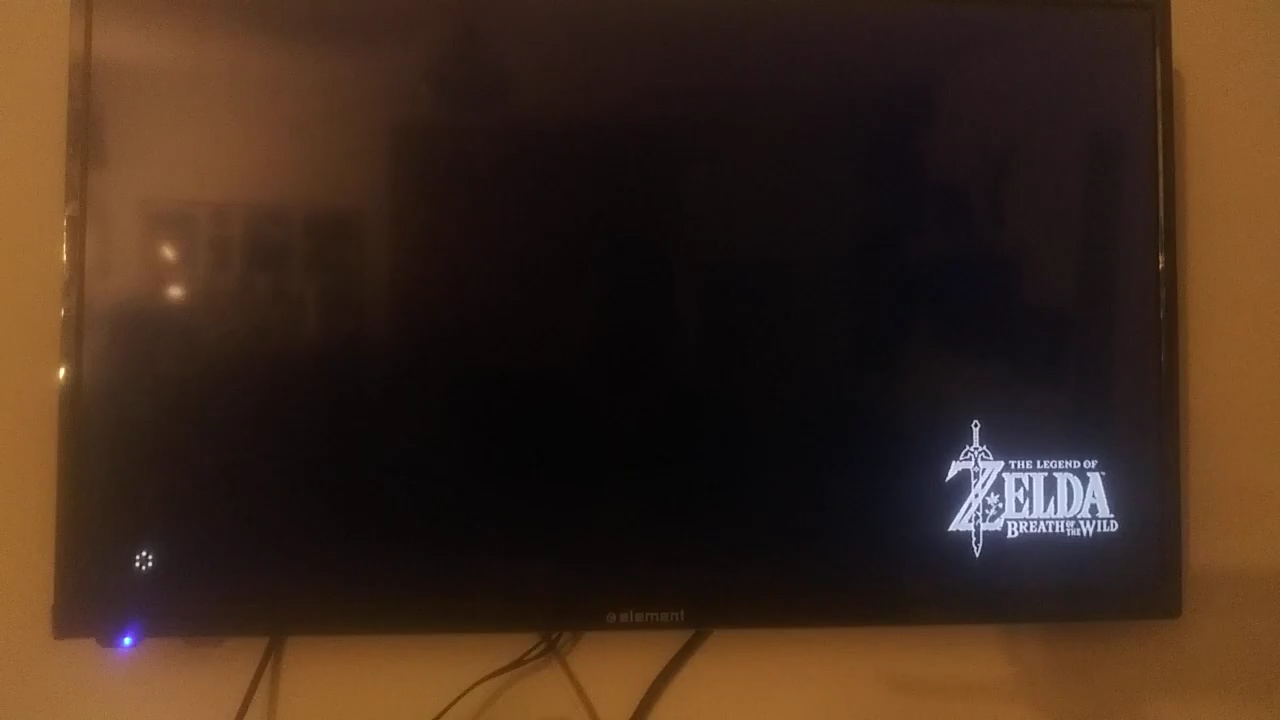 THE LEGEND OF
ZELDA
BREATH OF THE WILD
element